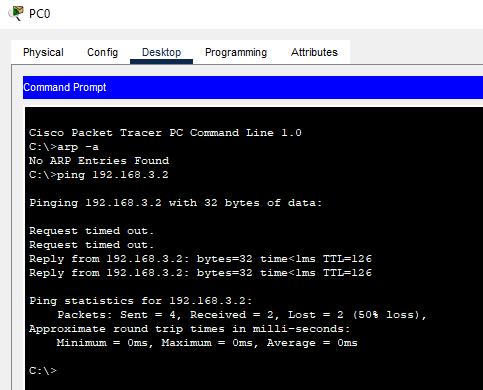 PC0
Physical Config Desktop Programming Attributes
Command Prompt
Cisco Packet Tracer PC Command Line 1.0
C:\>arp -a
No ARP Entries Found
C:\>ping 192.168.3.2
Pinging 192.168.3.2 with 32 bytes of data:
Request timed out.
Request timed out.
Reply from 192.168.3.2: bytes=32 time<1ms TTL=126
Reply from 192.168.3.2: bytes=32 time<1ms TTL=126
Ping statistics for 192.168.3.2:
Packets: Sent = 4, Received = 2, Lost = 2 (50% loss),
Approximate round trip times in milli-seconds:
Minimum = 0ms, Maximum = 0ms, Average = 0ms
C:\>